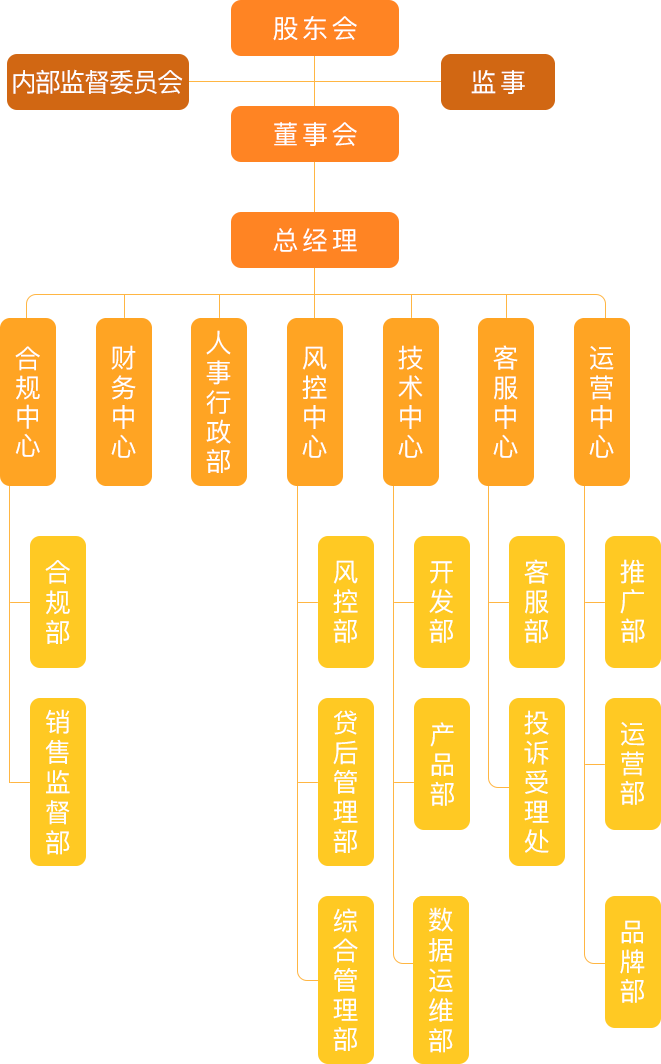 股东会
内部监督委员会
监事
董事会
总经理
合规中心
财务中心
人事行政部
风控中心
技术中心
客服中心
运营中心
合规部
风控部
开发部
客服部
推广部
销售监督部
贷后管理部
产品部
投诉受理处
运营部
综合管理部
数据运维部
品牌部